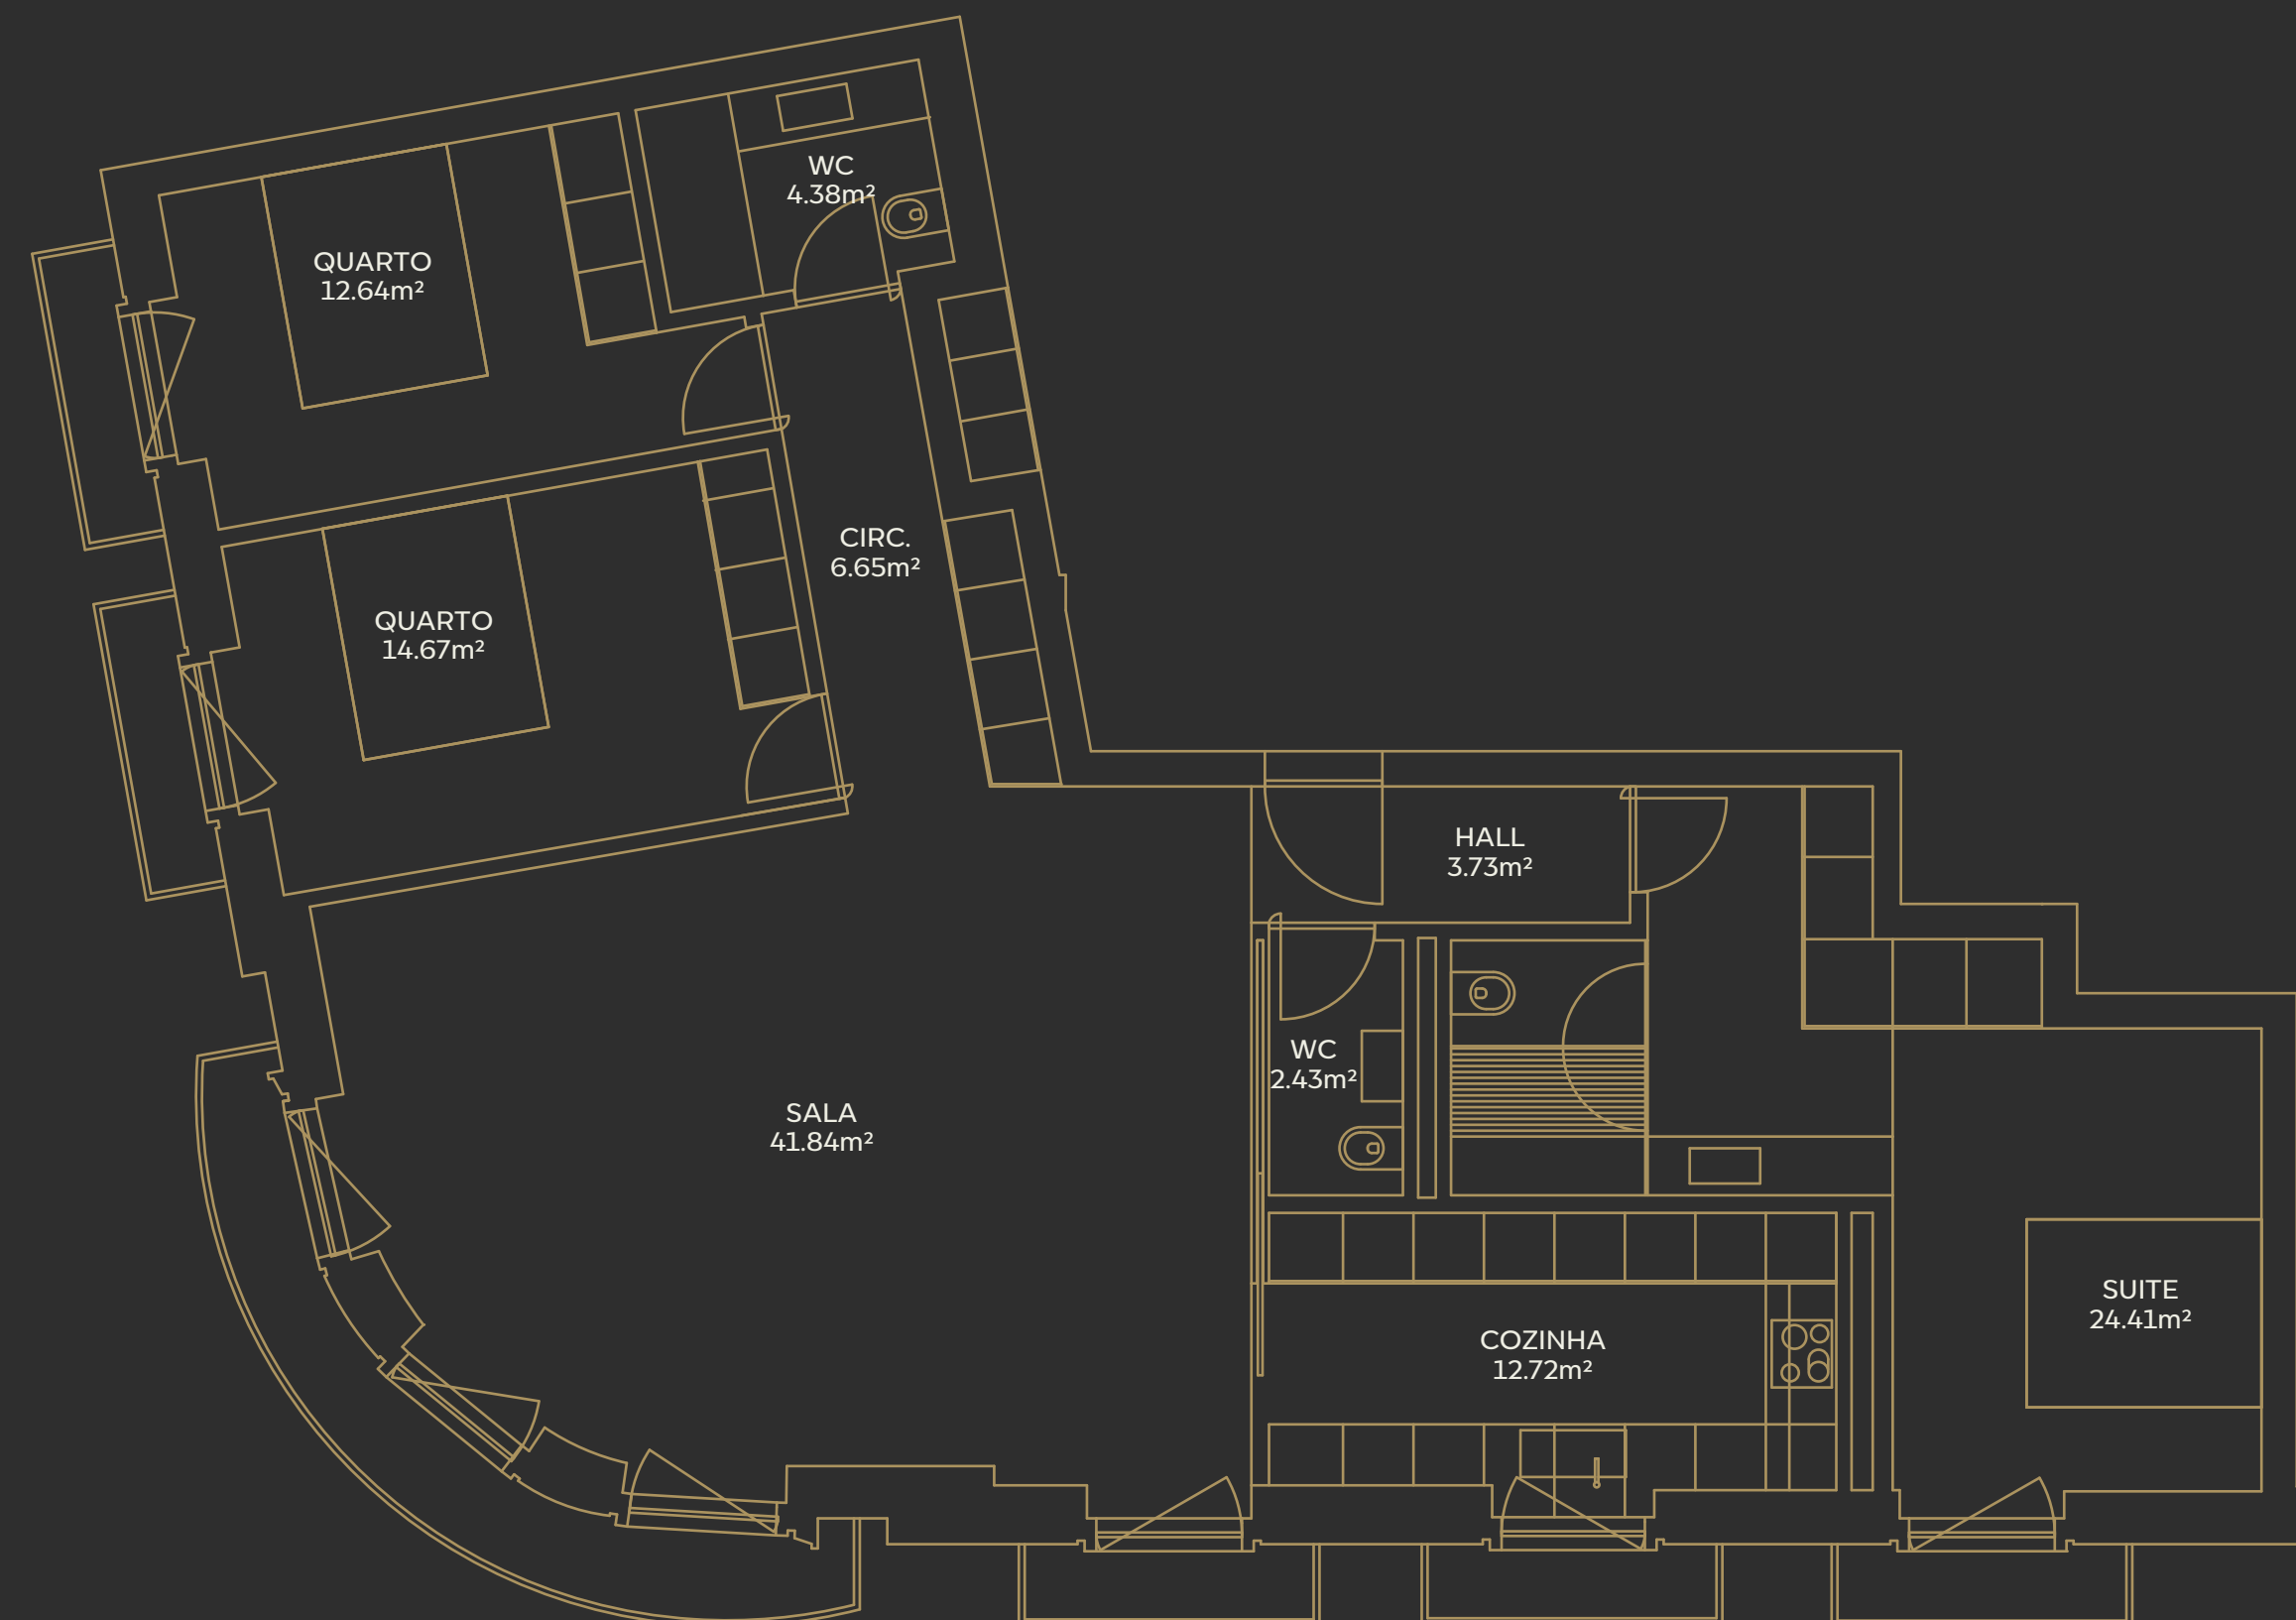 WC
4.38m²
QUARTO
12.64m²
CIRC.
6.65m²
QUARTO
14.67m²
HALL
3.73m²
WC
2.43m²
SALA
41.84m²
SUITE
24.41m²
COZINHA
12.72m²